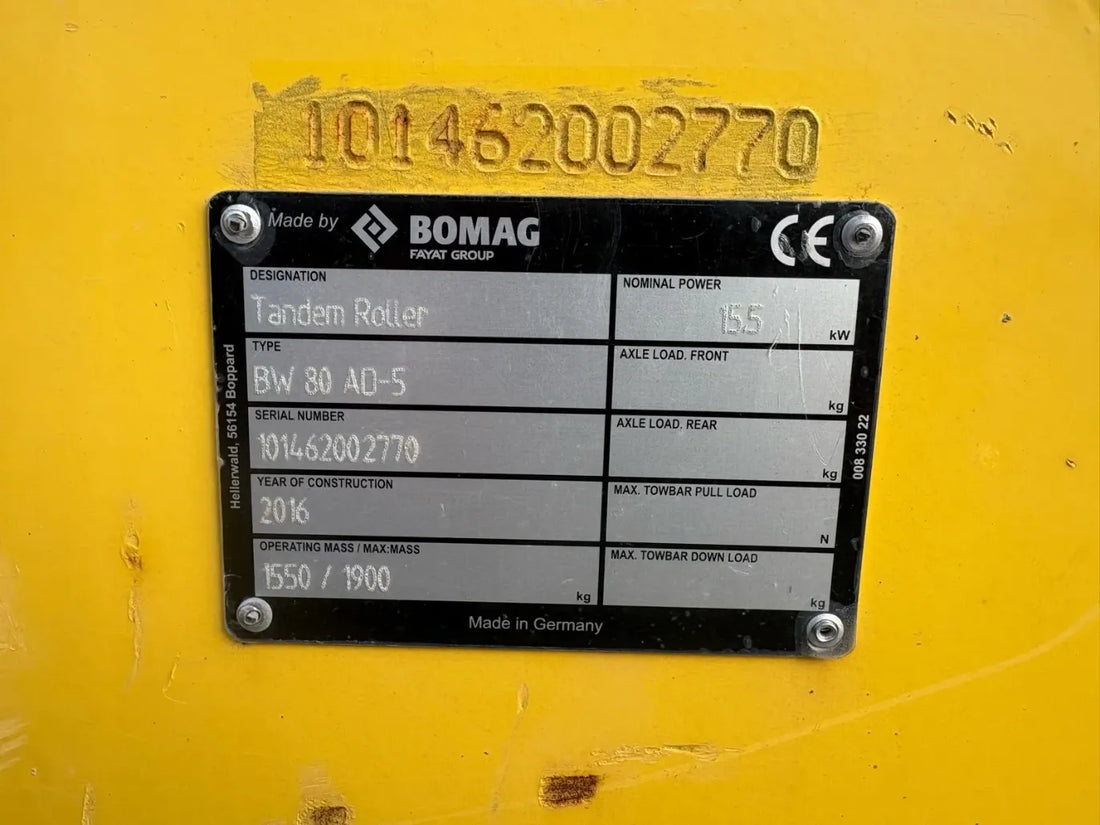 101462002770
Made by BOMAG
FAYAT GROUP
CE
DESIGNATION
Tandem Roller
NOMINAL POWER
15.5 kW
TYPE
BW 80 AD-5
AXLE LOAD. FRONT
kg
SERIAL NUMBER
101462002770
AXLE LOAD. REAR
kg
YEAR OF CONSTRUCTION
2016
MAX. TOWBAR PULL LOAD
N
OPERATING MASS / MAX:MASS
1550 / 1900 kg
MAX. TOWBAR DOWN LOAD
kg
Hellerwald, 56154 Boppard
008 330 22
Made in Germany